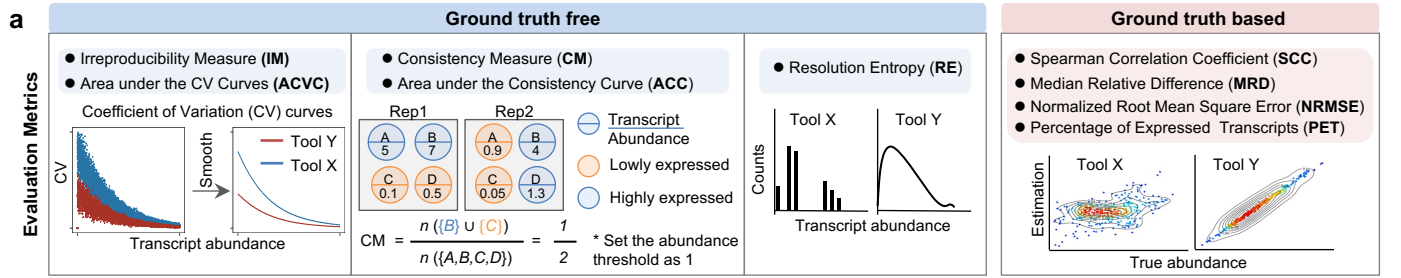 a
Ground truth free
Ground truth based
Evaluation Metrics
● Irreproducibility Measure (IM)
● Area under the CV Curves (ACVC)
Coefficient of Variation (CV) curves
CV
Smooth
Tool Y
Tool X
Transcript abundance
● Consistency Measure (CM)
● Area under the Consistency Curve (ACC)
Rep1
Rep2
A
5
B
7
C
0.1
D
0.5
A
0.9
B
4
C
0.05
D
1.3
Transcript
Abundance
Lowly expressed
Highly expressed
CM = n ({B} ∪ {C}) / n ({A,B,C,D}) = 1 / 2
* Set the abundance
threshold as 1
● Resolution Entropy (RE)
Tool X
Tool Y
Counts
Transcript abundance
● Spearman Correlation Coefficient (SCC)
● Median Relative Difference (MRD)
● Normalized Root Mean Square Error (NRMSE)
● Percentage of Expressed Transcripts (PET)
Tool X
Tool Y
Estimation
True abundance